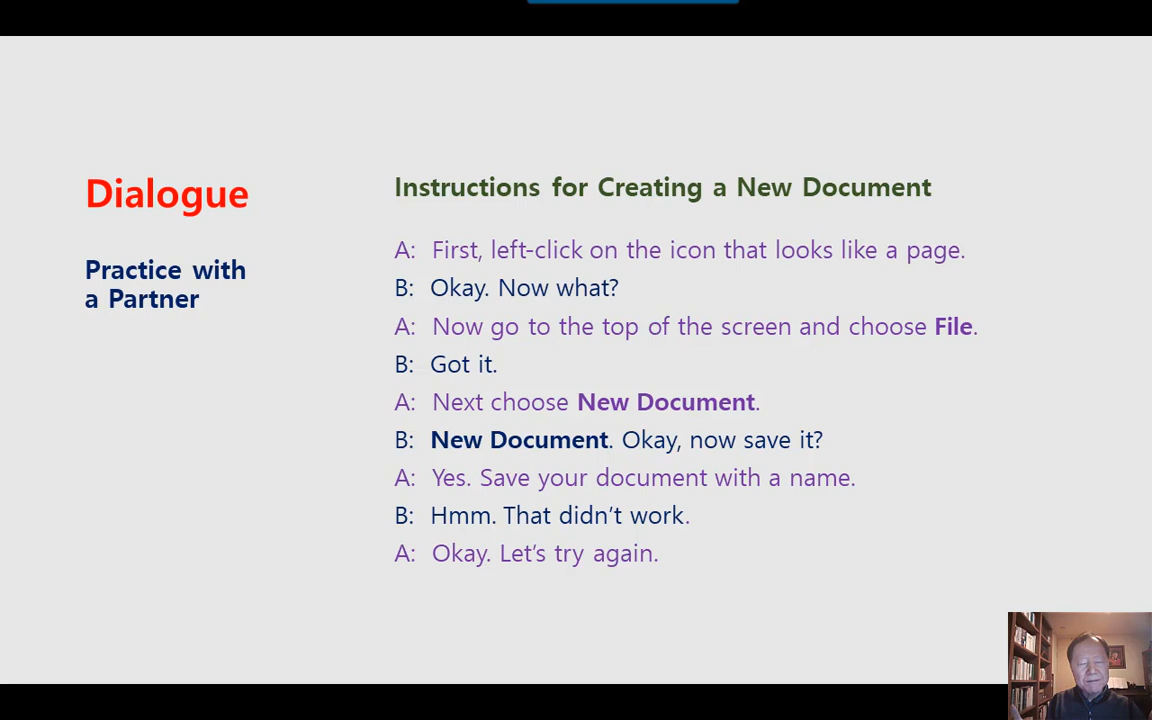 Dialogue
Practice with
a Partner
Instructions for Creating a New Document
A: First, left-click on the icon that looks like a page.
B: Okay. Now what?
A: Now go to the top of the screen and choose File.
B: Got it.
A: Next choose New Document.
B: New Document. Okay, now save it?
A: Yes. Save your document with a name.
B: Hmm. That didn’t work.
A: Okay. Let’s try again.